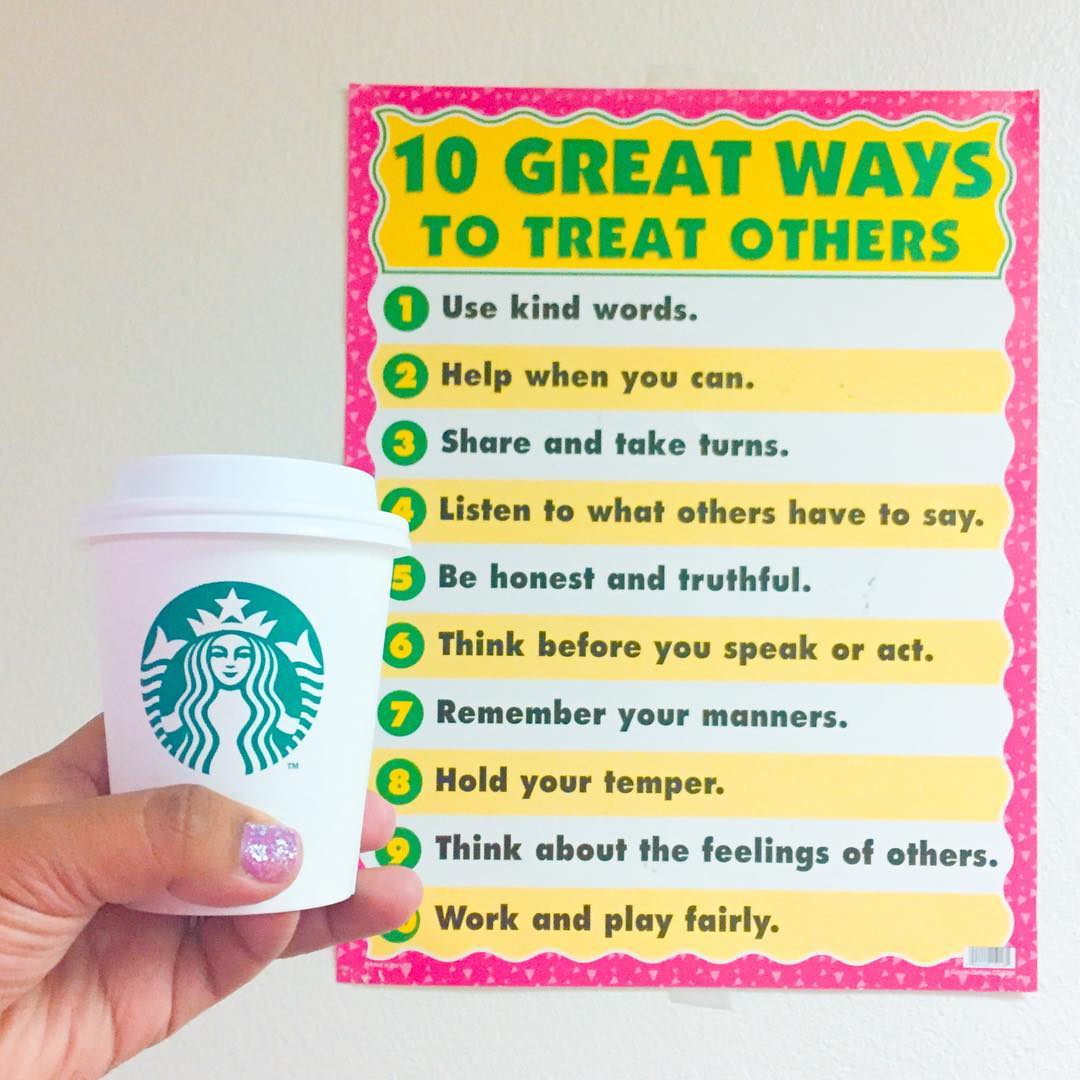 10 GREAT WAYS
TO TREAT OTHERS
1 Use kind words.
2 Help when you can.
3 Share and take turns.
4 Listen to what others have to say.
5 Be honest and truthful.
6 Think before you speak or act.
7 Remember your manners.
8 Hold your temper.
9 Think about the feelings of others.
Work and play fairly.
TM